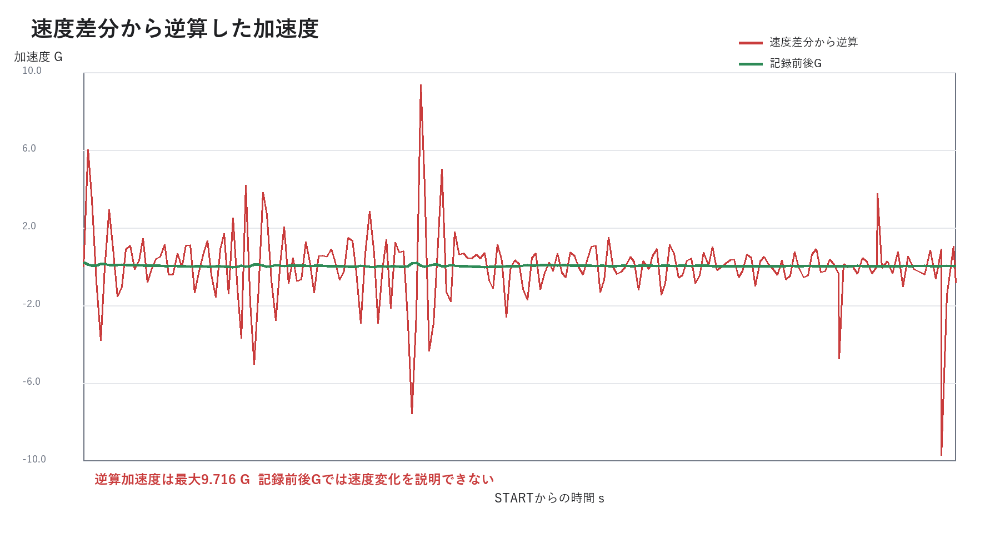 速度差分から逆算した加速度
加速度 G
速度差分から逆算
記録前後G
10.0
6.0
2.0
-2.0
-6.0
-10.0
逆算加速度は最大9.716 G 記録前後Gでは速度変化を説明できない
STARTからの時間 s